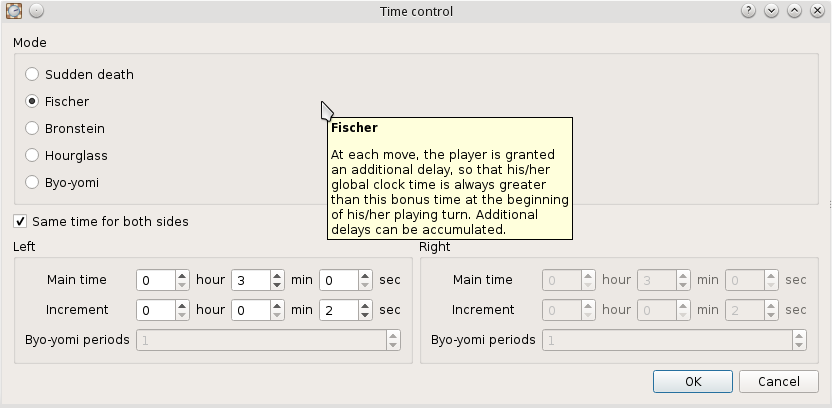 Time control
Mode
Sudden death
Fischer
Bronstein
Hourglass
Byo-yomi
Fischer
At each move, the player is granted
an additional delay, so that his/her
global clock time is always greater
than this bonus time at the beginning
of his/her playing turn. Additional
delays can be accumulated.
Same time for both sides
Left
Main time 0 hour 3 min 0 sec
Increment 0 hour 0 min 2 sec
Byo-yomi periods 1
Right
Main time 0 hour 3 min 0 sec
Increment 0 hour 0 min 2 sec
Byo-yomi periods 1
OK Cancel